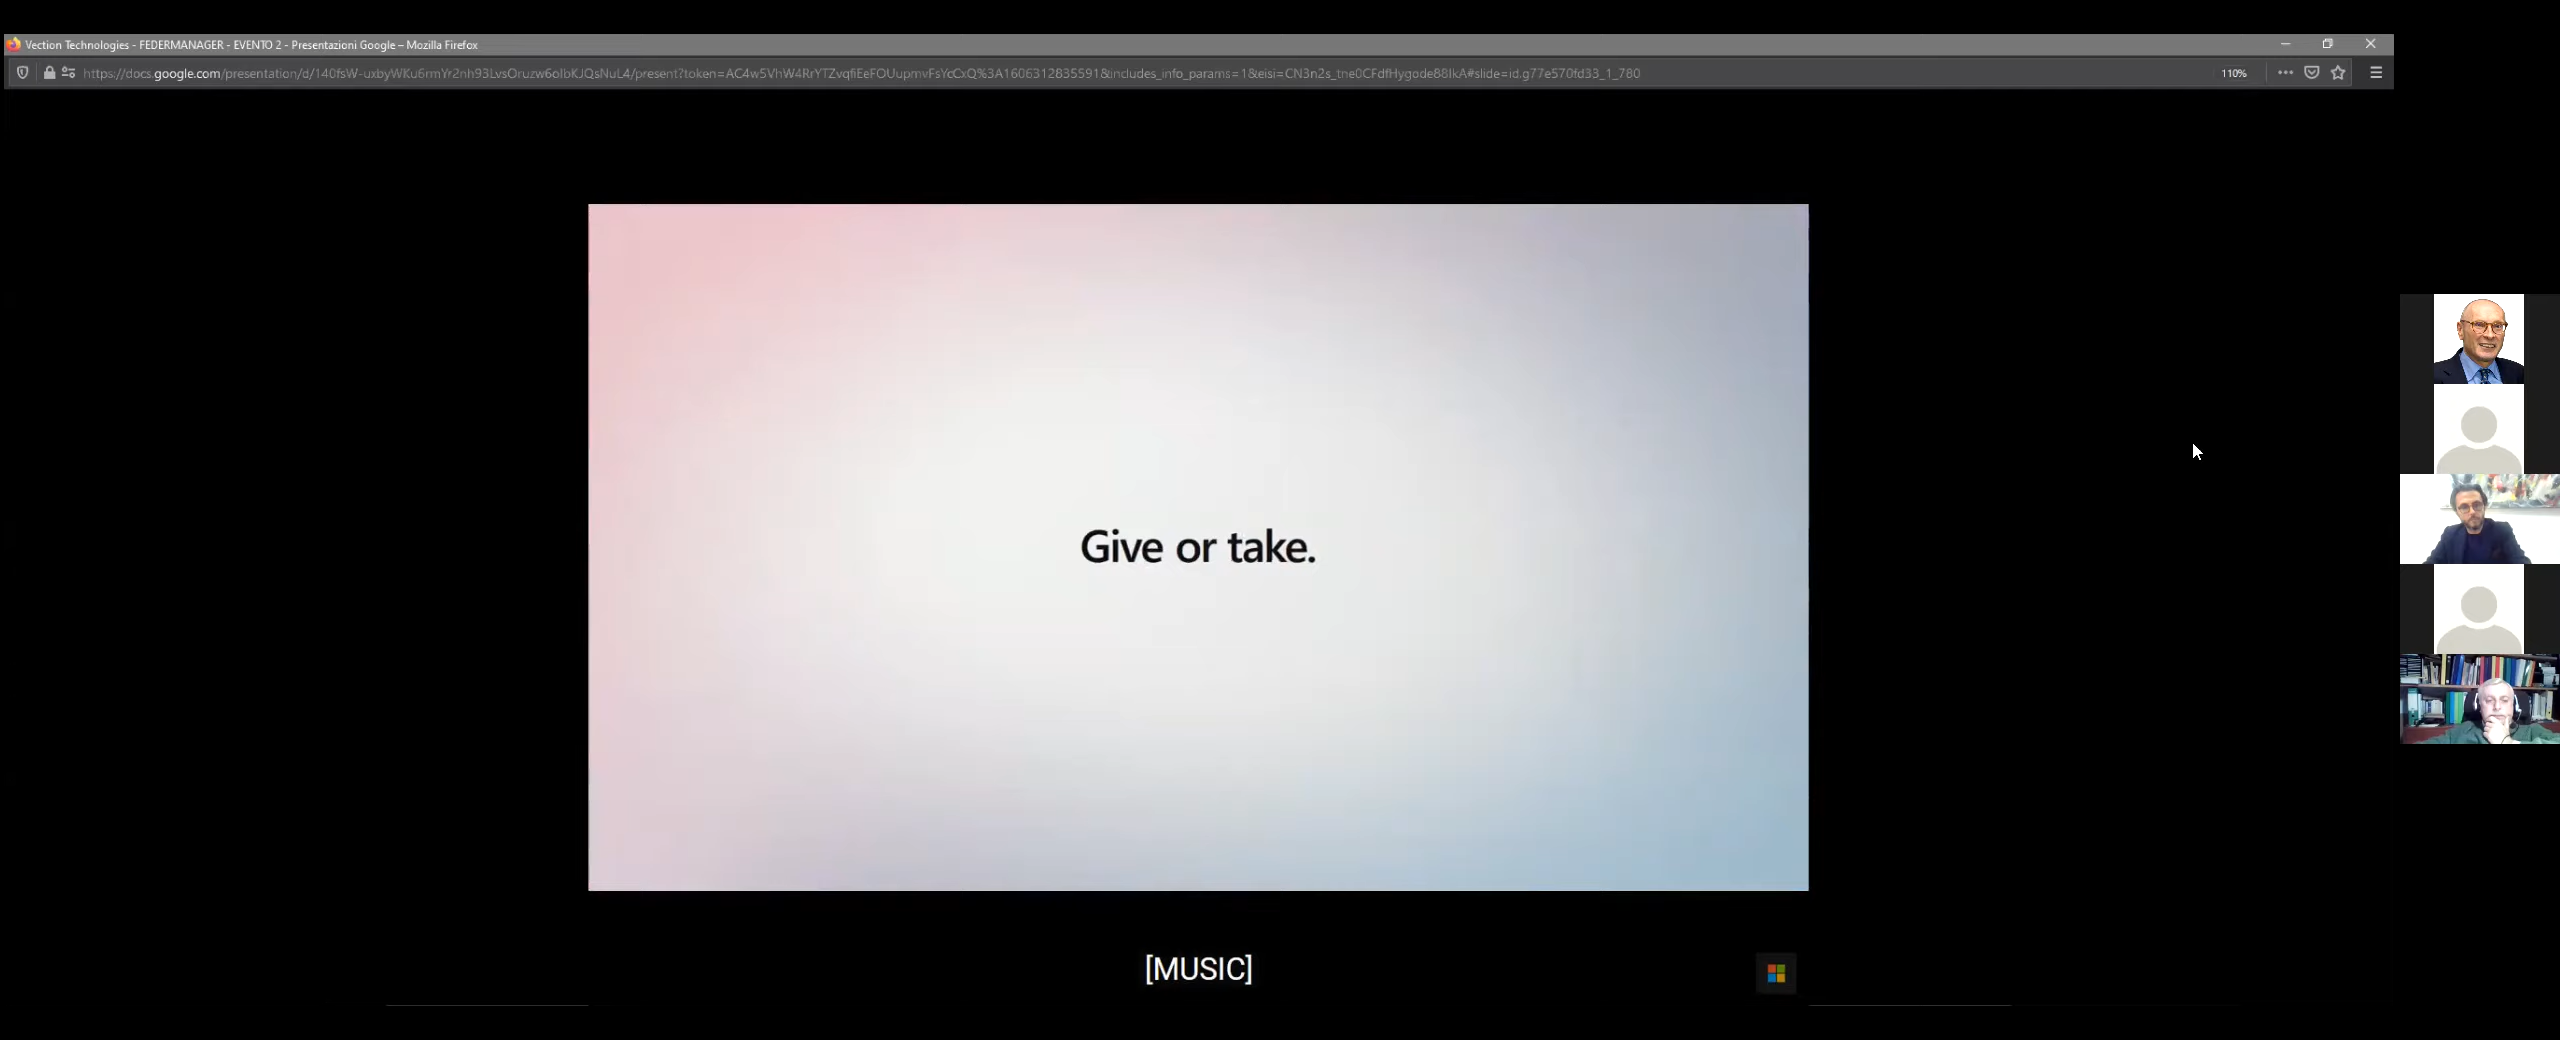 Vection Technologies - FEDERMANAGER - EVENTO 2 - Presentazioni Google – Mozilla Firefox
110%
Give or take.
[MUSIC]